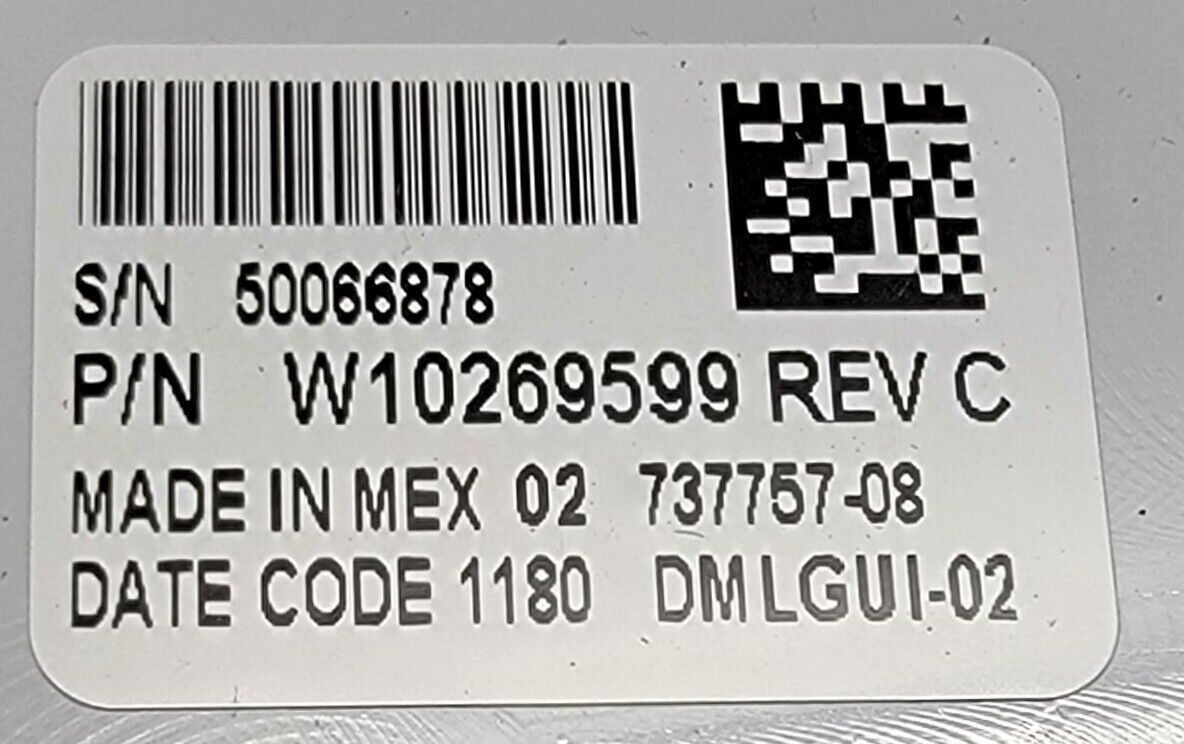 S/N 50066878
P/N W10269599 REV C
MADE IN MEX 02 737757-08
DATE CODE 1180 DMLGUI-02